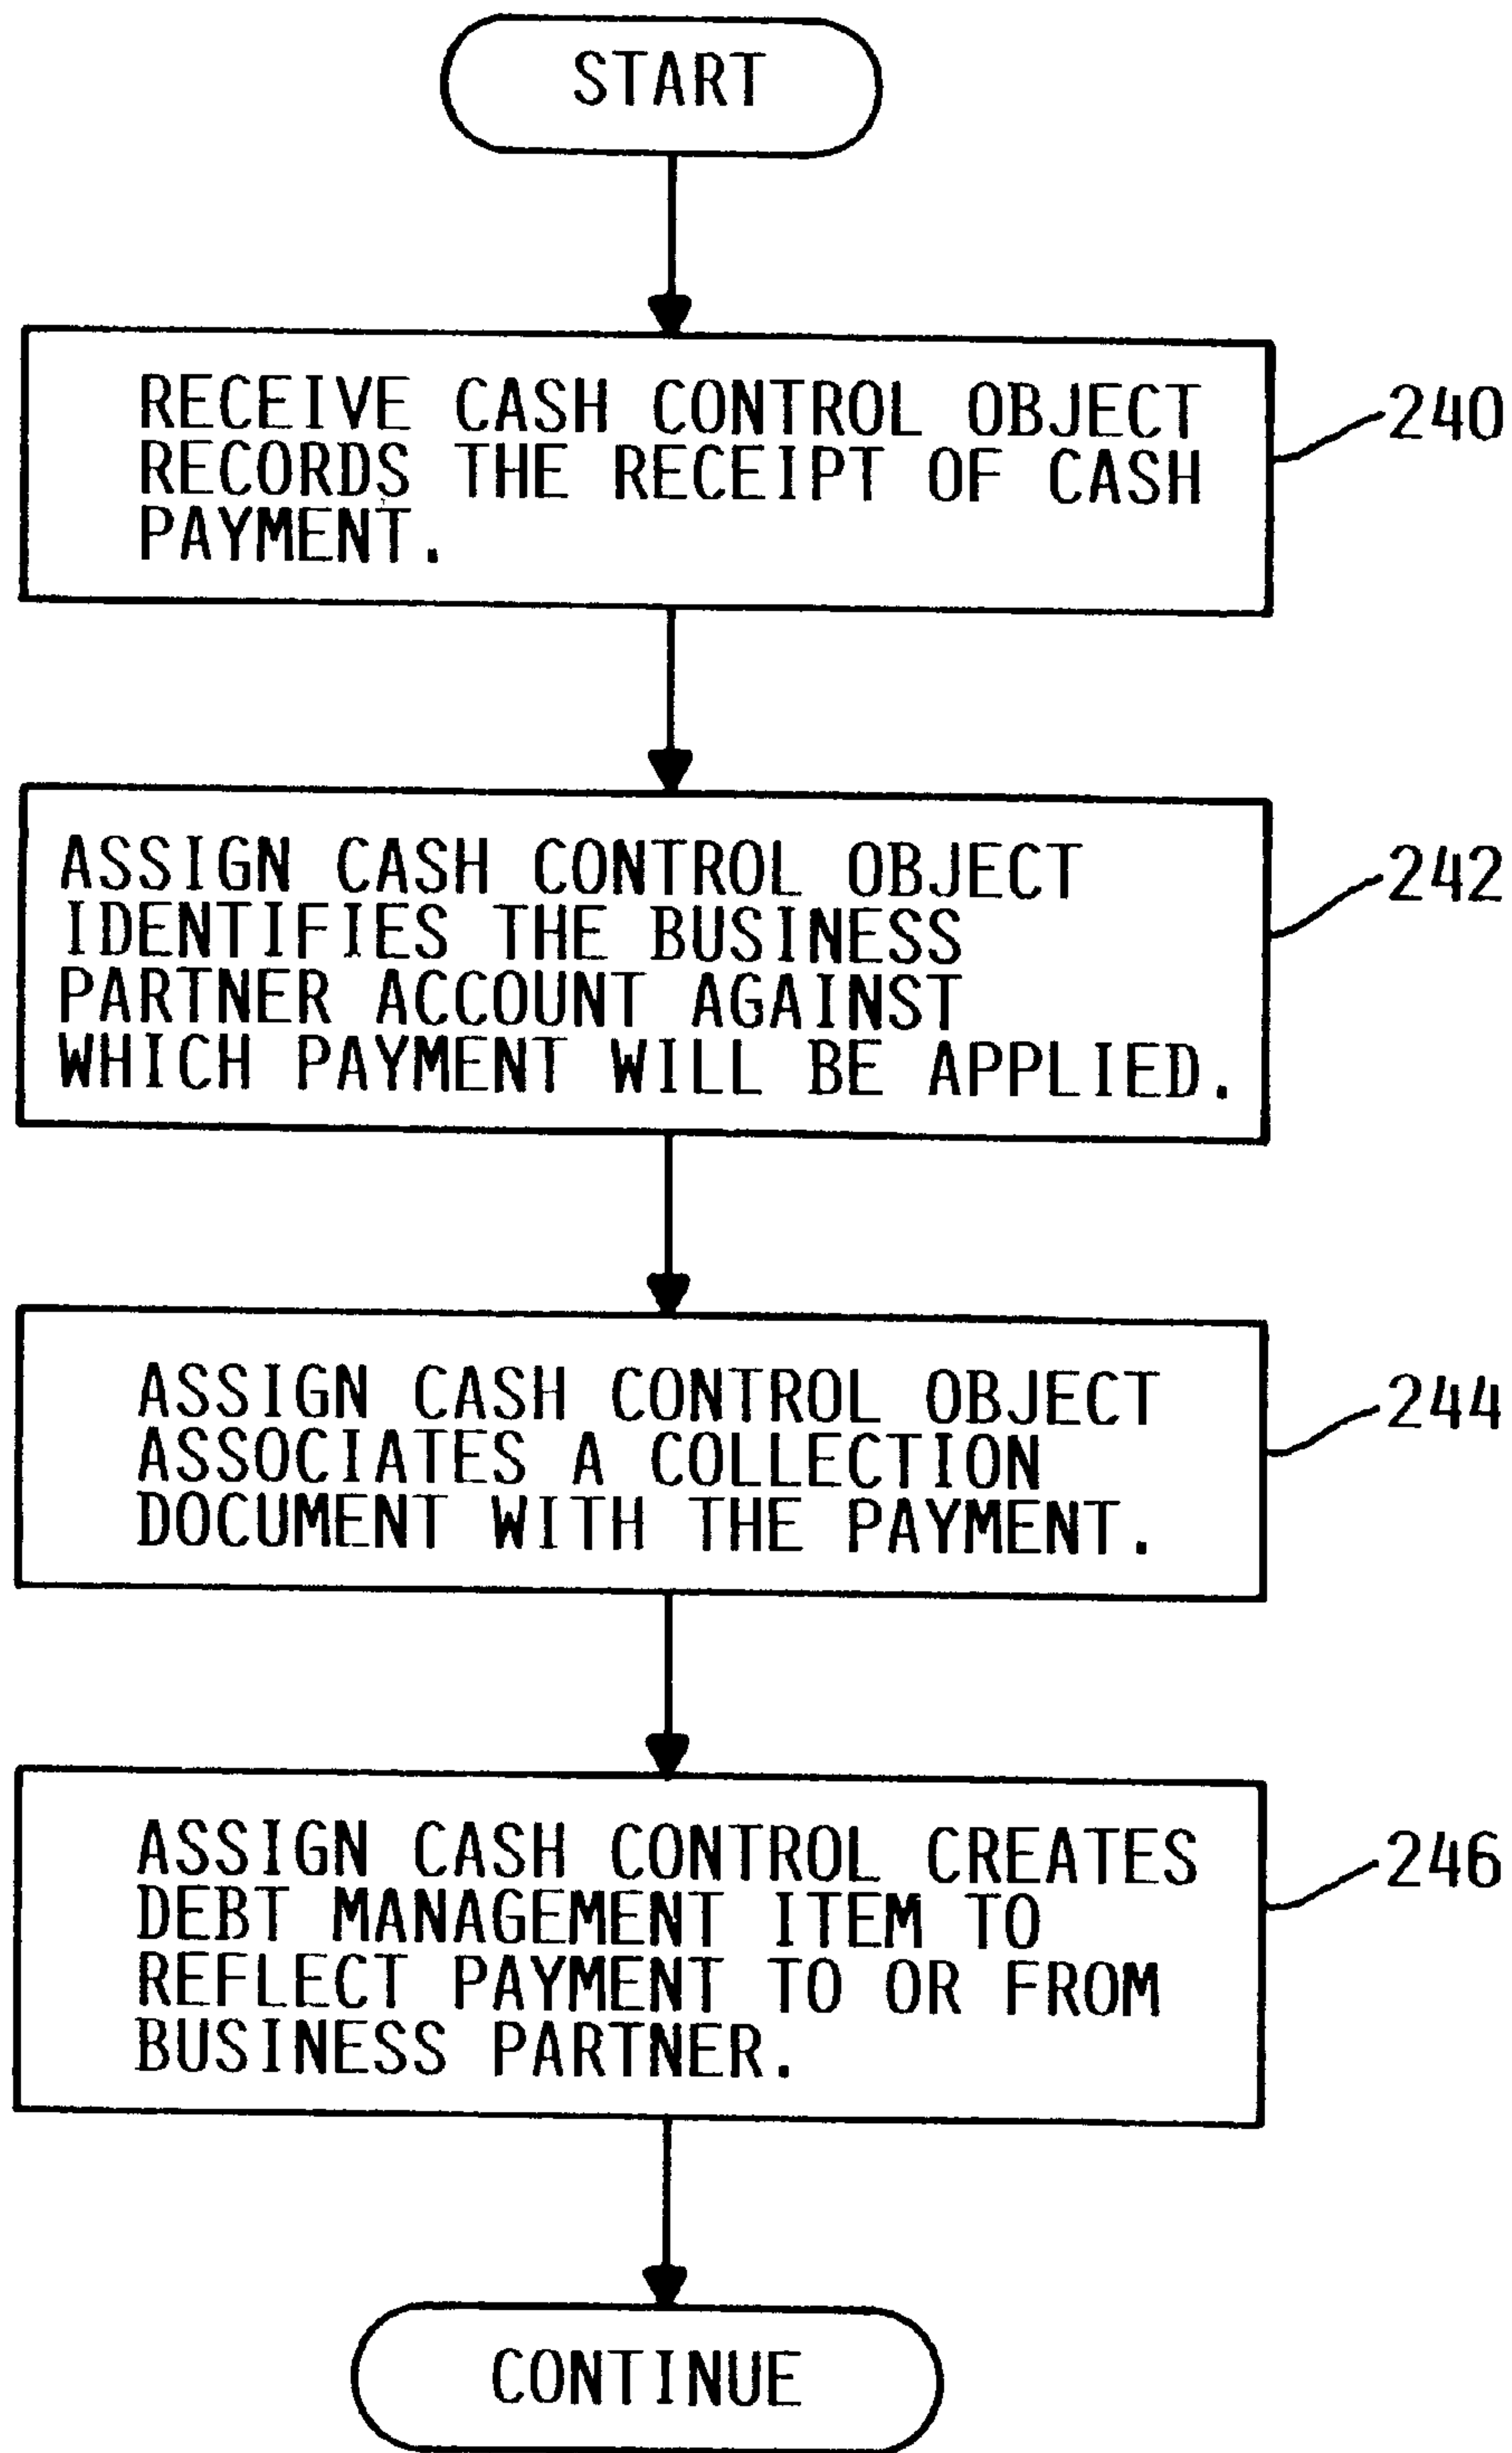 START
RECEIVE CASH CONTROL OBJECT
RECORDS THE RECEIPT OF CASH
PAYMENT.
240
ASSIGN CASH CONTROL OBJECT
IDENTIFIES THE BUSINESS
PARTNER ACCOUNT AGAINST
WHICH PAYMENT WILL BE APPLIED.
242
ASSIGN CASH CONTROL OBJECT
ASSOCIATES A COLLECTION
DOCUMENT WITH THE PAYMENT.
244
ASSIGN CASH CONTROL CREATES
DEBT MANAGEMENT ITEM TO
REFLECT PAYMENT TO OR FROM
BUSINESS PARTNER.
246
CONTINUE